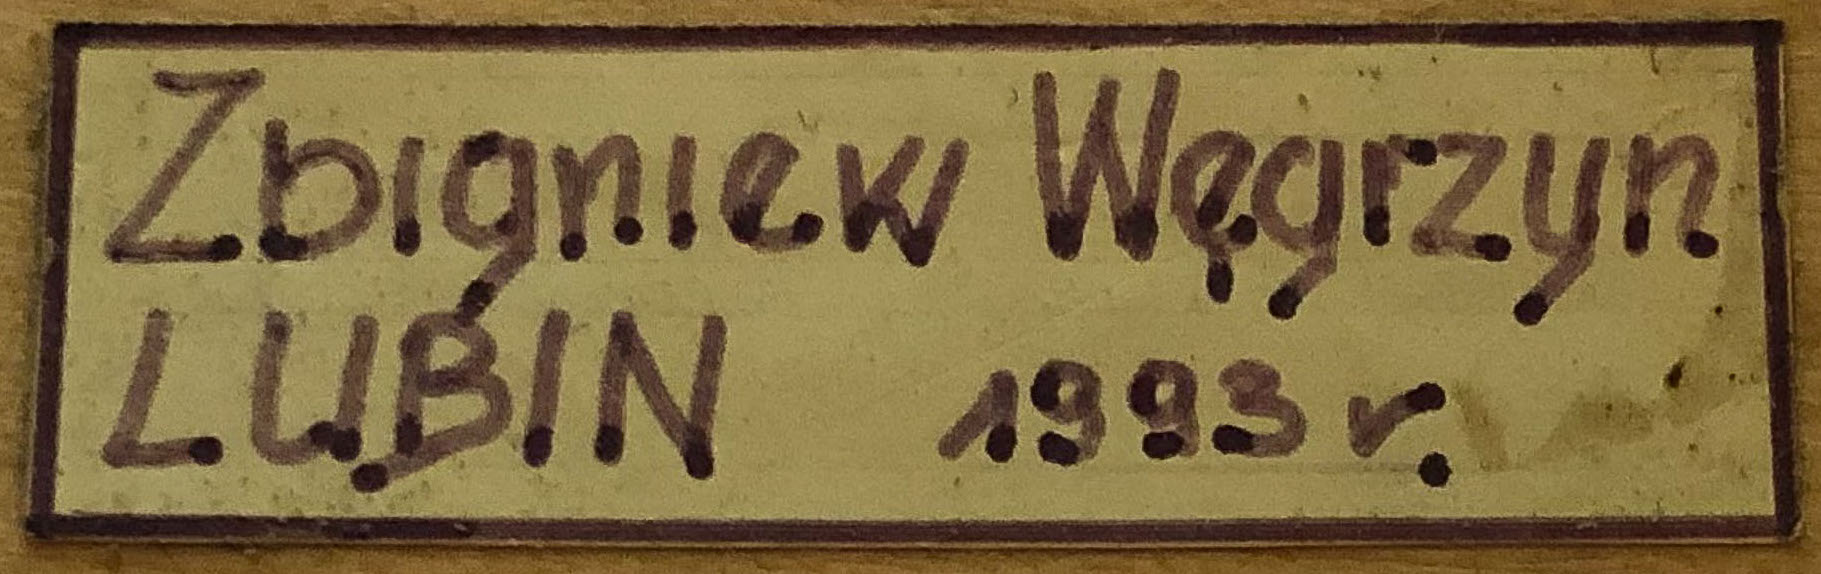 Zbigniew Węgrzyn
LUBIN 1993 r.